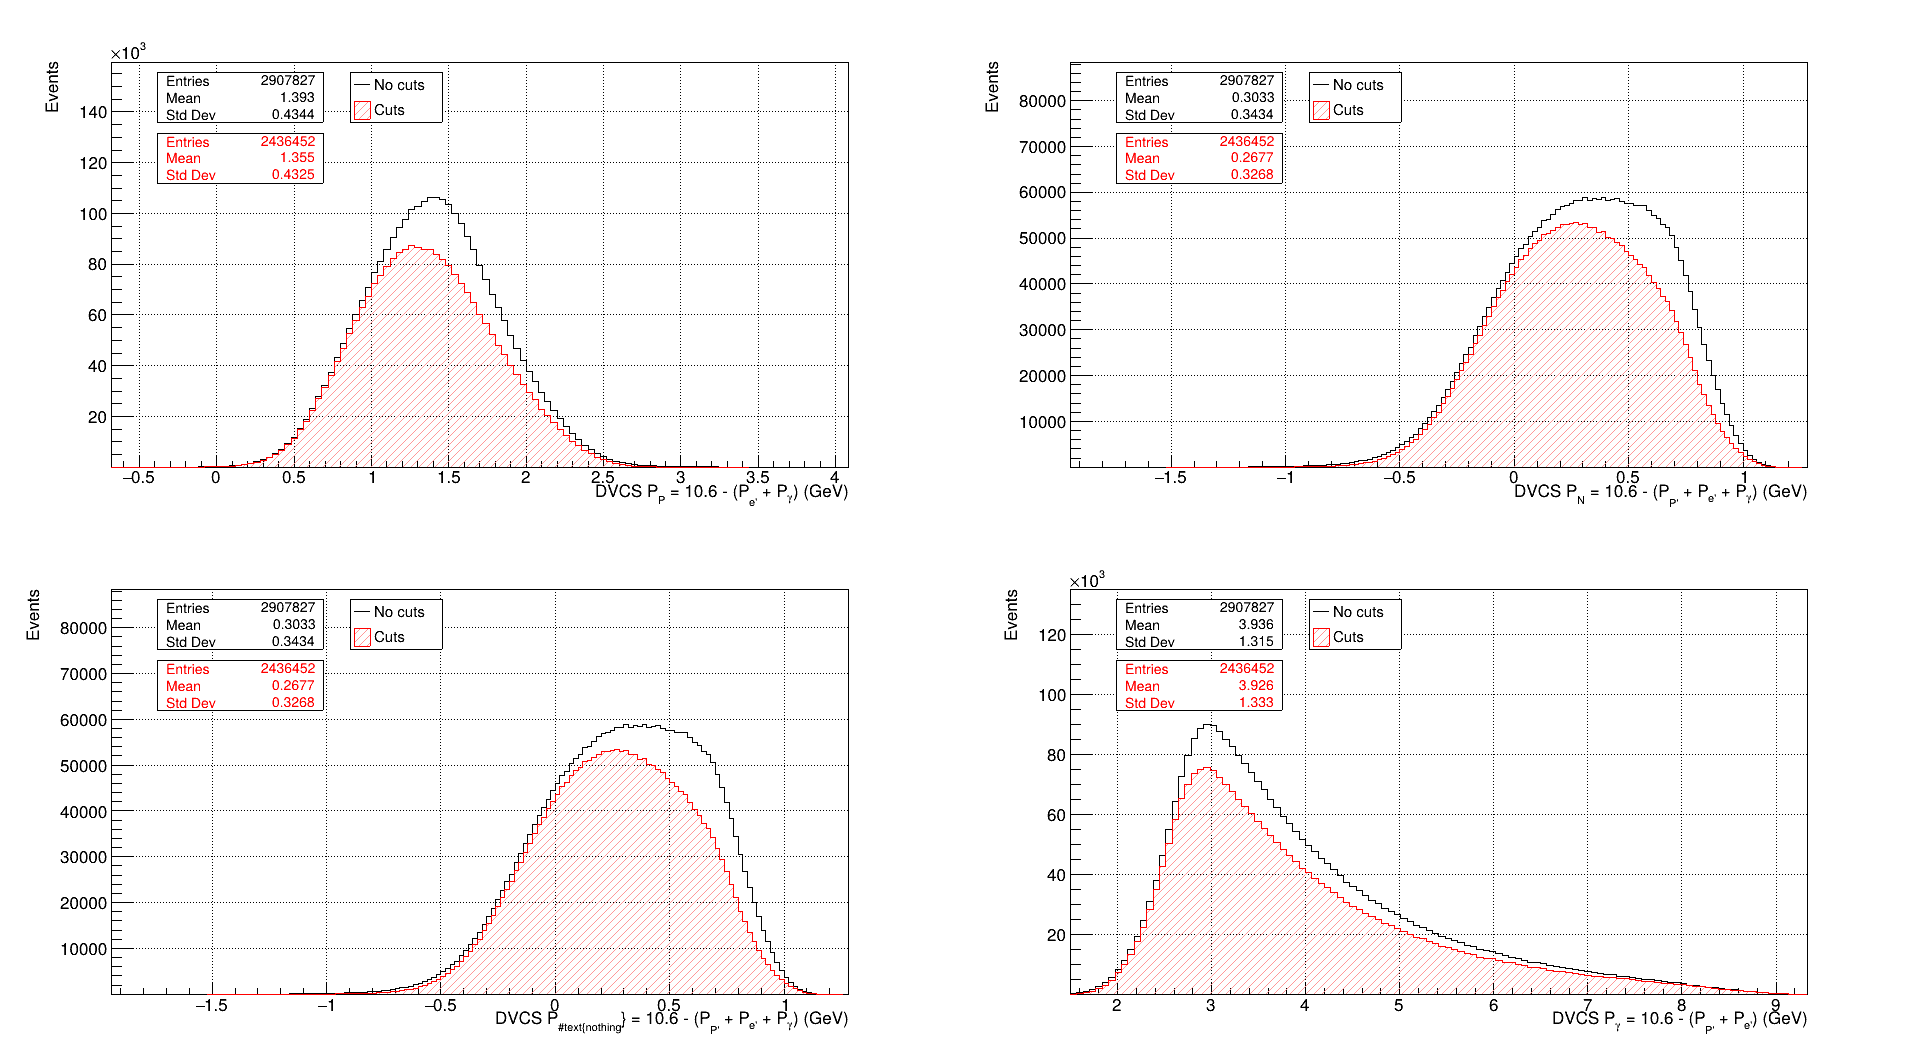 ×10³
Events
Entries 2907827
Mean 1.393
Std Dev 0.4344
Entries 2436452
Mean 1.355
Std Dev 0.4325
No cuts
Cuts
140
120
100
80
60
40
20
−0.5 0 0.5 1 1.5 2 2.5 3 3.5 4
DVCS P_P = 10.6 - (P_e' + P_γ) (GeV)
Events
Entries 2907827
Mean 0.3033
Std Dev 0.3434
Entries 2436452
Mean 0.2677
Std Dev 0.3268
No cuts
Cuts
80000
70000
60000
50000
40000
30000
20000
10000
−1.5 −1 −0.5 0 0.5 1
DVCS P_N = 10.6 - (P_P' + P_e' + P_γ) (GeV)
Events
Entries 2907827
Mean 0.3033
Std Dev 0.3434
Entries 2436452
Mean 0.2677
Std Dev 0.3268
No cuts
Cuts
80000
70000
60000
50000
40000
30000
20000
10000
−1.5 −1 −0.5 0 0.5 1
DVCS P_#text{nothing} = 10.6 - (P_P' + P_e' + P_γ) (GeV)
×10³
Events
Entries 2907827
Mean 3.936
Std Dev 1.315
Entries 2436452
Mean 3.926
Std Dev 1.333
No cuts
Cuts
120
100
80
60
40
20
2 3 4 5 6 7 8 9
DVCS P_γ = 10.6 - (P_P' + P_e') (GeV)